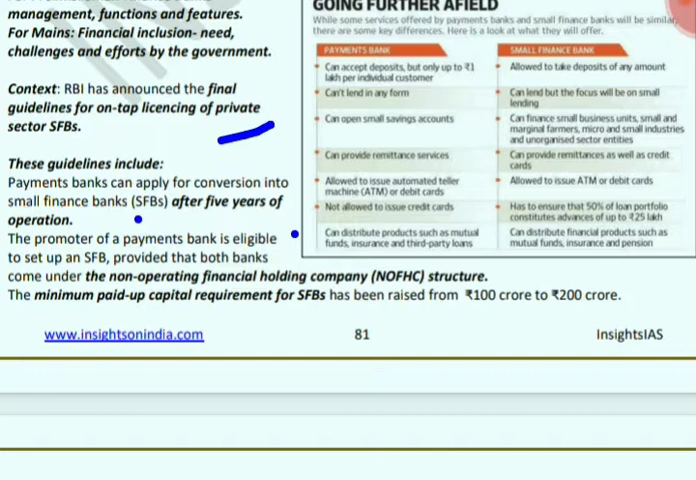 management, functions and features.
For Mains: Financial inclusion- need,
challenges and efforts by the government.
Context: RBI has announced the final
guidelines for on-tap licencing of private
sector SFBs.
These guidelines include:
Payments banks can apply for conversion into
small finance banks (SFBs) after five years of
operation.
The promoter of a payments bank is eligible
to set up an SFB, provided that both banks
come under the non-operating financial holding company (NOFHC) structure.
The minimum paid-up capital requirement for SFBs has been raised from ₹100 crore to ₹200 crore.
GOING FURTHER AFIELD
While some services offered by payments banks and small finance banks will be similar,
there are some key differences. Here is a look at what they will offer.
PAYMENTS BANK
Can accept deposits, but only up to ₹1
lakh per individual customer
Can't lend in any form
Can open small savings accounts
Can provide remittance services
Allowed to issue automated teller
machine (ATM) or debit cards
Not allowed to issue credit cards
Can distribute products such as mutual
funds, insurance and third-party loans
SMALL FINANCE BANK
Allowed to take deposits of any amount
Can lend but the focus will be on small
lending
Can finance small business units, small and
marginal farmers, micro and small industries
and unorganised sector entities
Can provide remittances as well as credit
cards
Allowed to issue ATM or debit cards
Has to ensure that 50% of loan portfolio
constitutes advances of up to ₹25 lakh
Can distribute financial products such as
mutual funds, insurance and pension
www.insightsonindia.com
81
InsightsIAS